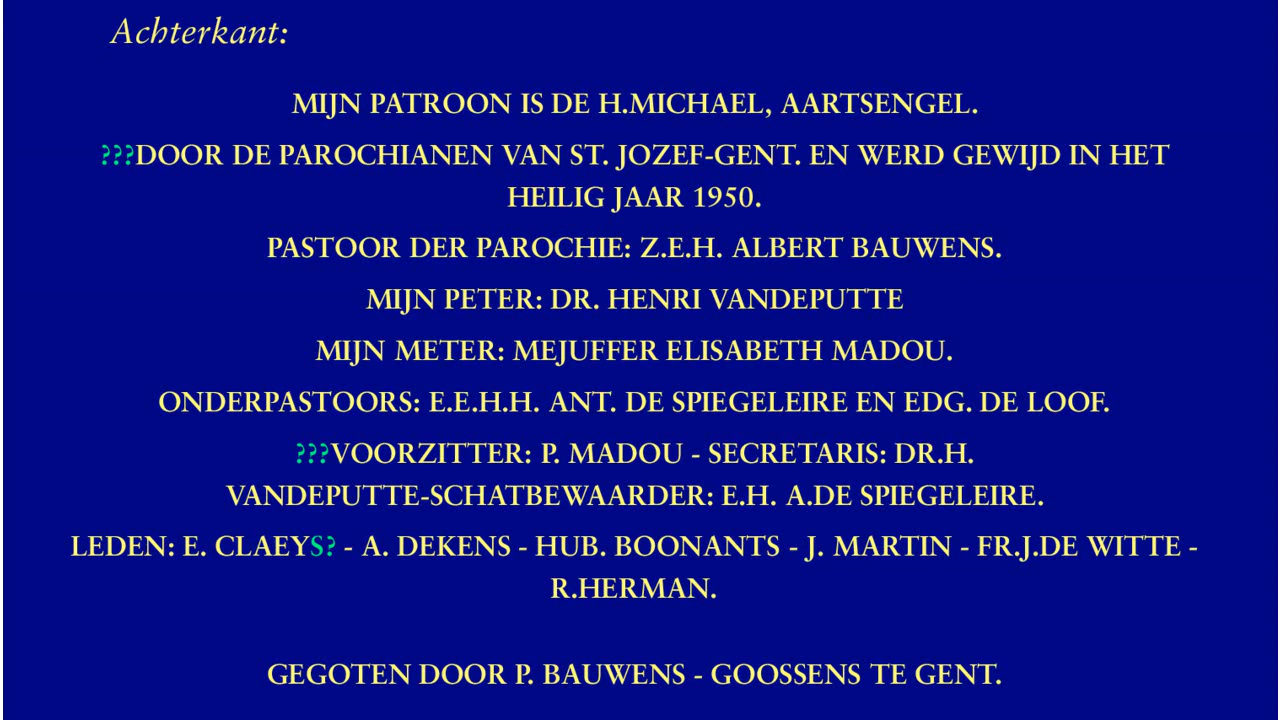 Achterkant:
MIJN PATROON IS DE H.MICHAEL, AARTSENGEL.
???DOOR DE PAROCHIANEN VAN ST. JOZEF-GENT. EN WERD GEWIJD IN HET
HEILIG JAAR 1950.
PASTOOR DER PAROCHIE: Z.E.H. ALBERT BAUWENS.
MIJN PETER: DR. HENRI VANDEPUTTE
MIJN METER: MEJUFFER ELISABETH MADOU.
ONDERPASTOORS: E.E.H.H. ANT. DE SPIEGELEIRE EN EDG. DE LOOF.
???VOORZITTER: P. MADOU - SECRETARIS: DR.H.
VANDEPUTTE-SCHATBEWAARDER: E.H. A.DE SPIEGELEIRE.
LEDEN: E. CLAEYS? - A. DEKENS - HUB. BOONANTS - J. MARTIN - FR.J.DE WITTE -
R.HERMAN.
GEGOTEN DOOR P. BAUWENS - GOOSSENS TE GENT.